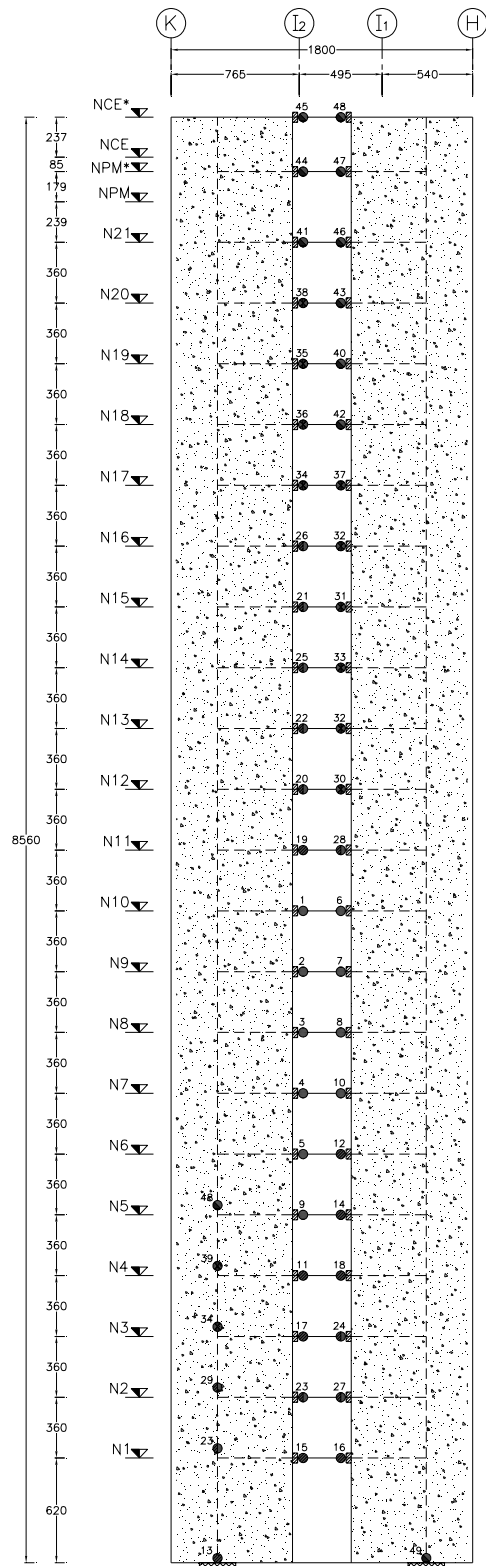 K I2 I1 H
1800
765 495 540
NCE* 45 48
237
NCE
85
NPM* 44 47
179
NPM
239
N21 41 46
360
N20 38 43
360
N19 35 40
360
N18 36 42
360
N17 34 37
360
N16 26 32
360
N15 21 31
360
N14 25 33
360
N13 22 32
360
N12 20 30
360
8560
N11 19 28
360
N10 1 6
360
N9 2 7
360
N8 3 8
360
N7 4 10
360
N6 5 12
360
48
N5 9 14
360
39
N4 11 18
360
34
N3 17 24
360
29
N2 23 27
360
23
N1 15 16
620
13 49